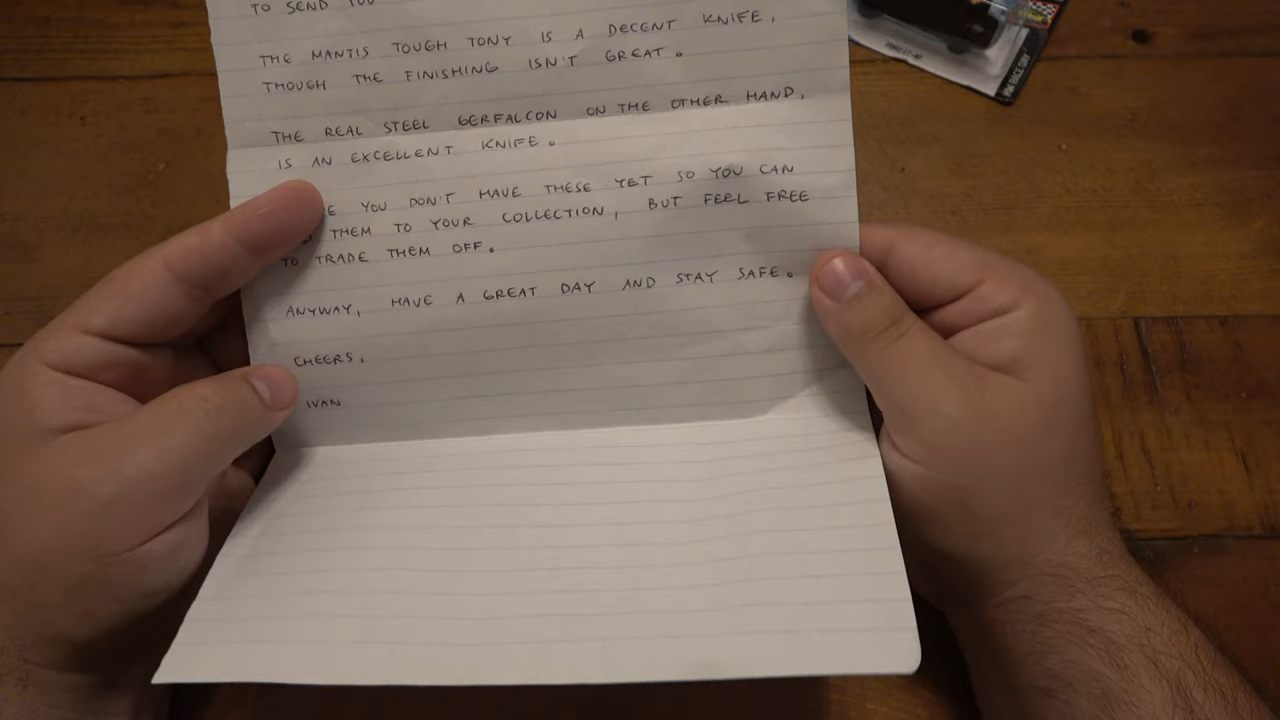 TO SEND YOU
THE MANTIS TOUGH TONY IS A DECENT KNIFE,
THOUGH THE FINISHING ISN'T GREAT.
THE REAL STEEL GERFALCON ON THE OTHER HAND,
IS AN EXCELLENT KNIFE.
E YOU DON'T HAVE THESE YET SO YOU CAN
THEM TO YOUR COLLECTION, BUT FEEL FREE
TO TRADE THEM OFF.
ANYWAY, HAVE A GREAT DAY AND STAY SAFE.
CHEERS,
IVAN